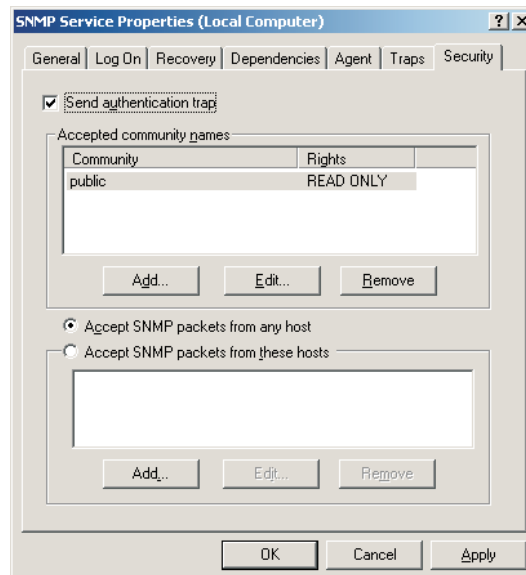 SNMP Service Properties (Local Computer)
General Log On Recovery Dependencies Agent Traps Security
Send authentication trap
Accepted community names
Community Rights
public READ ONLY
Add... Edit... Remove
Accept SNMP packets from any host
Accept SNMP packets from these hosts
Add... Edit... Remove
OK Cancel Apply